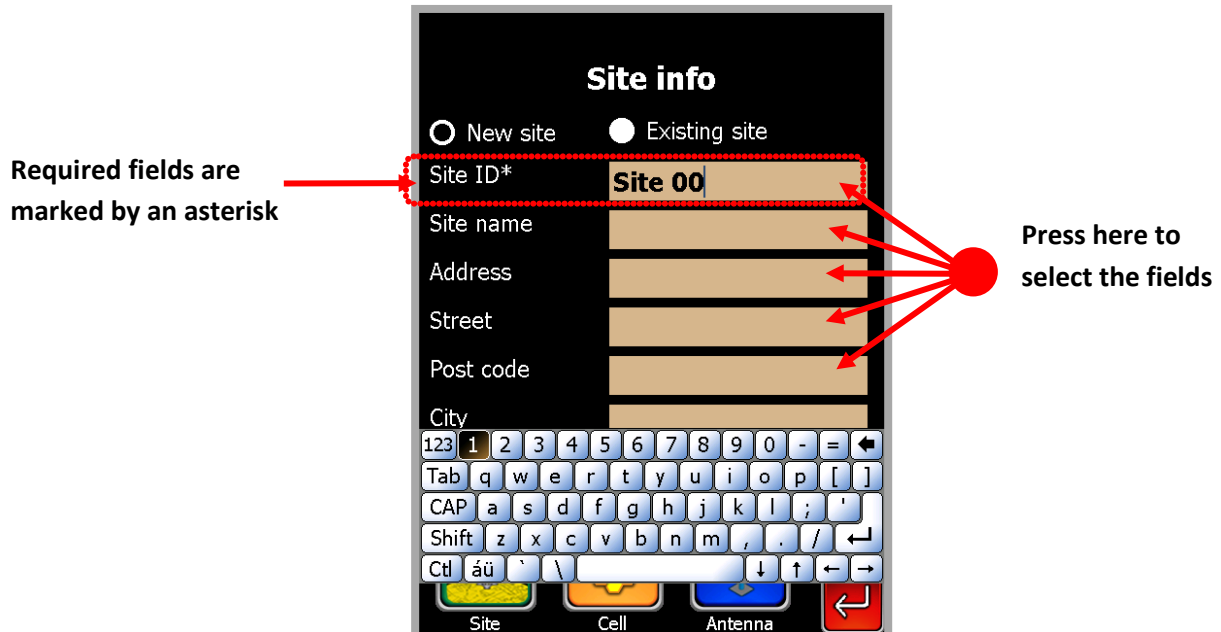 Site info
New site Existing site
Required fields are
marked by an asterisk
Site ID* Site 00
Site name
Address
Street
Post code
City
Press here to
select the fields
123 1 2 3 4 5 6 7 8 9 0 - =
Tab q w e r t y u i o p [ ]
CAP a s d f g h j k l ; '
Shift z x c v b n m , . /
Ctl áü ` \ ↓ ↑ ← →
Site Cell Antenna